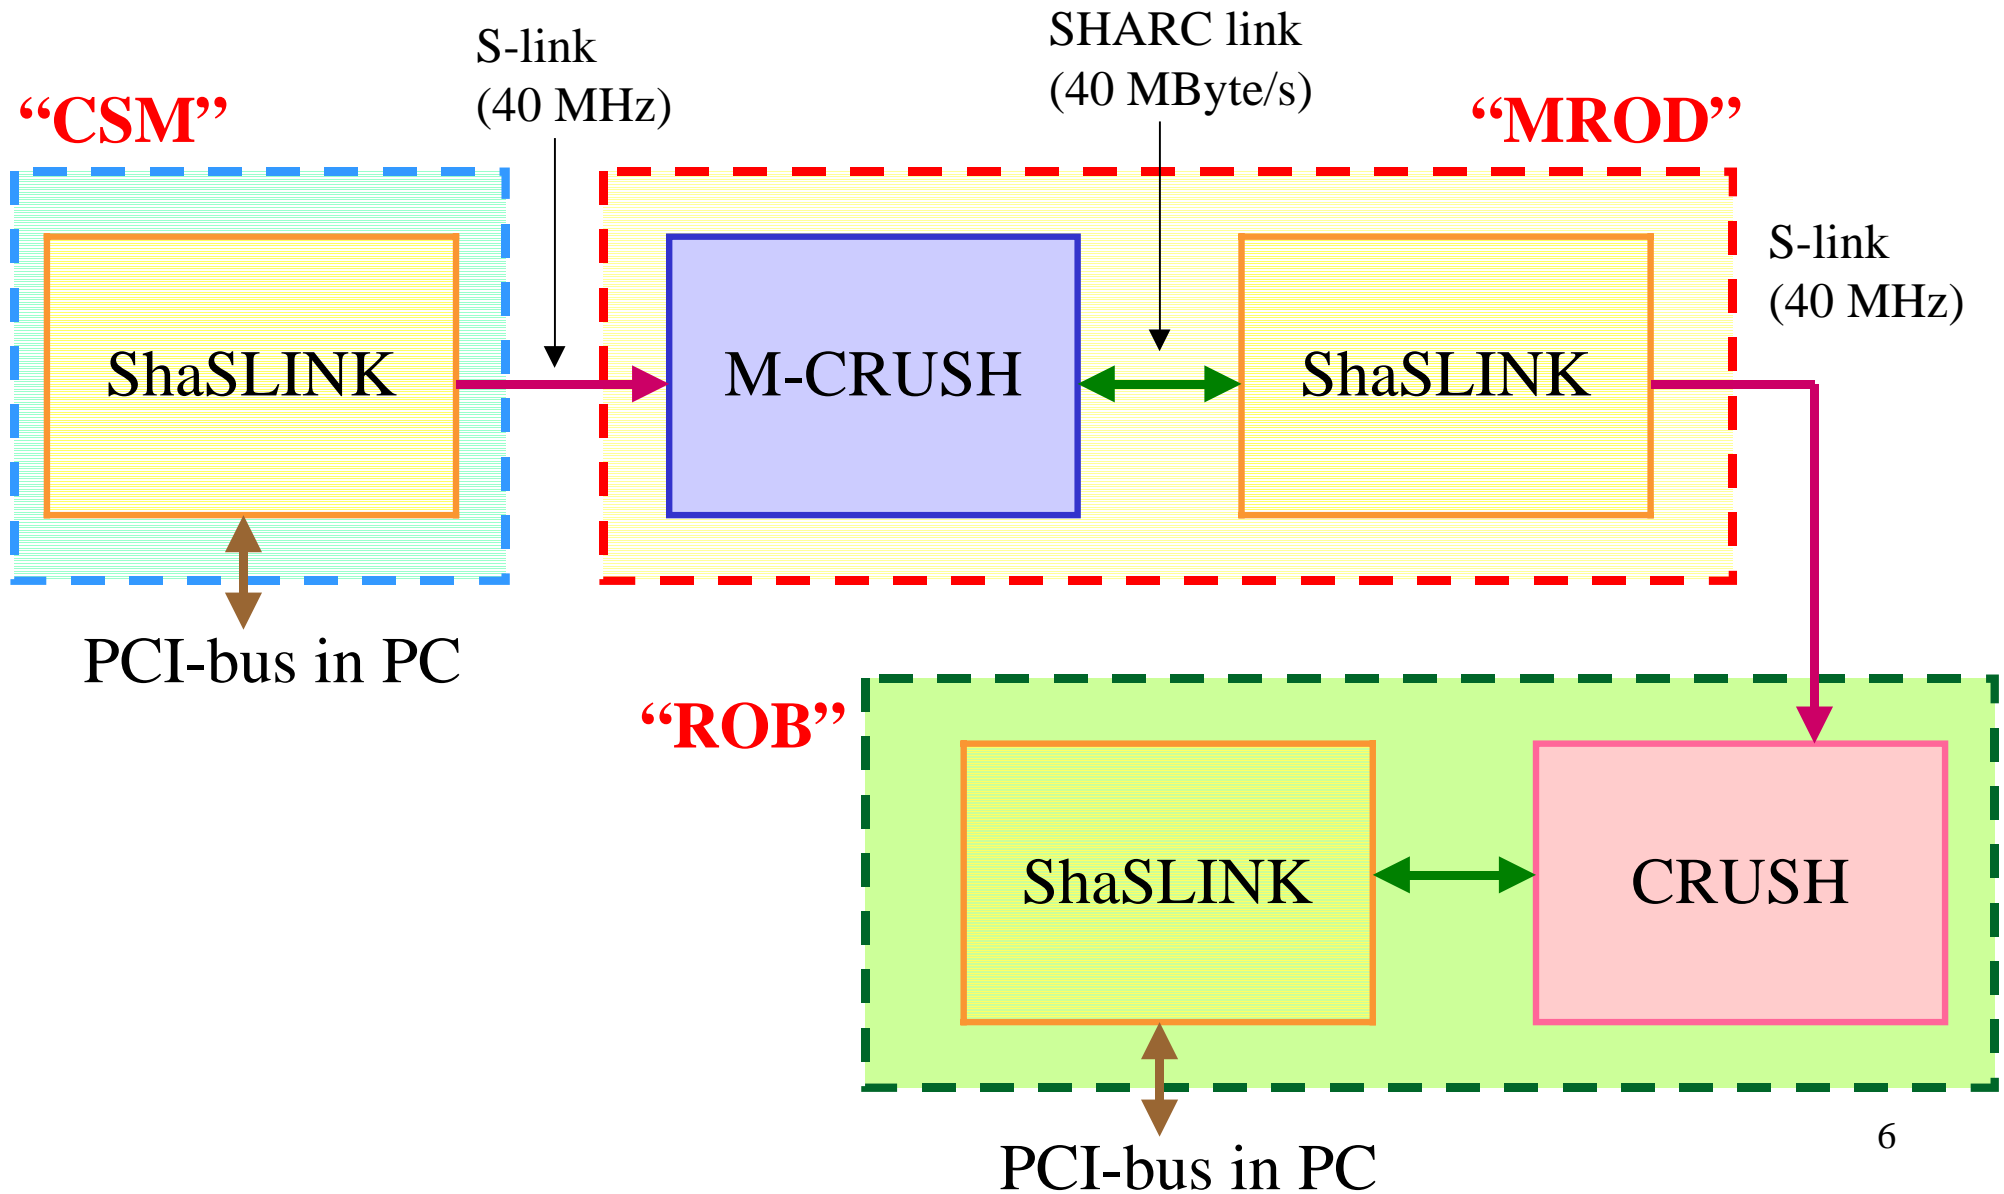 S-link
(40 MHz)
SHARC link
(40 MByte/s)
“CSM”
“MROD”
S-link
(40 MHz)
ShaSLINK
M-CRUSH
ShaSLINK
PCI-bus in PC
“ROB”
ShaSLINK
CRUSH
PCI-bus in PC
6